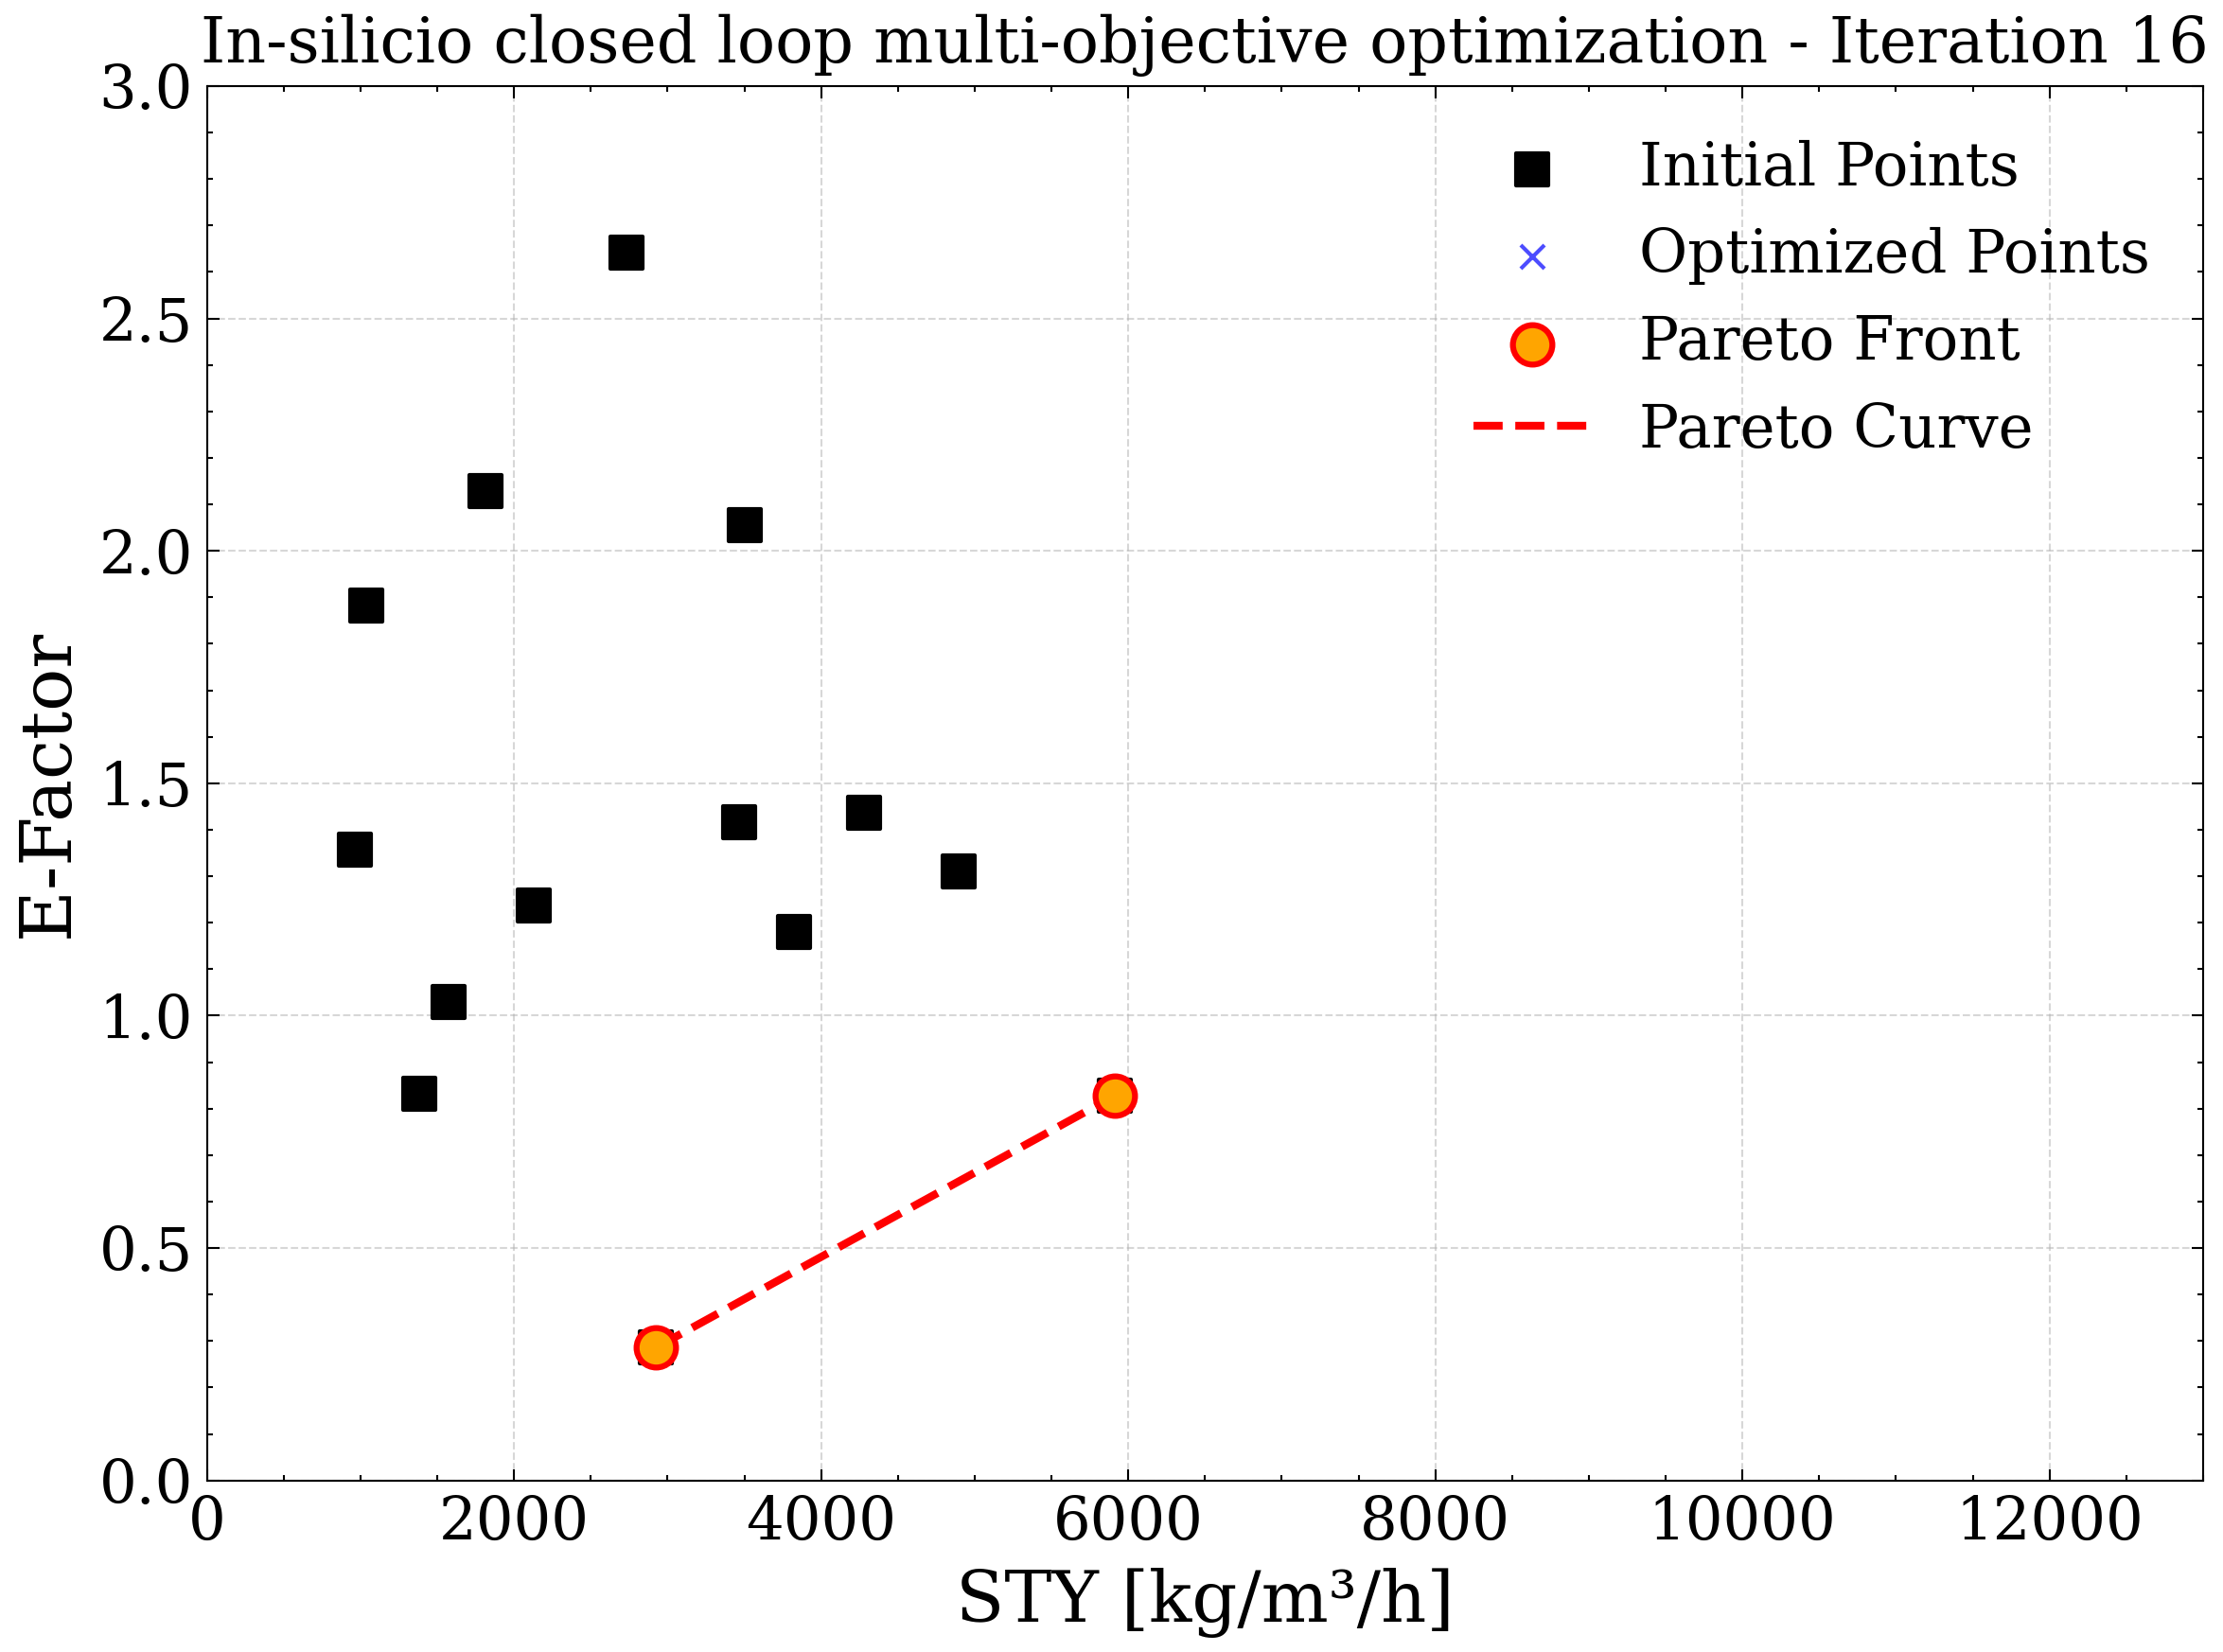 In-silicio closed loop multi-objective optimization - Iteration 16
3.0
2.5
2.0
1.5
1.0
0.5
0.0
E-Factor
Initial Points
Optimized Points
Pareto Front
Pareto Curve
0 2000 4000 6000 8000 10000 12000
STY [kg/m³/h]